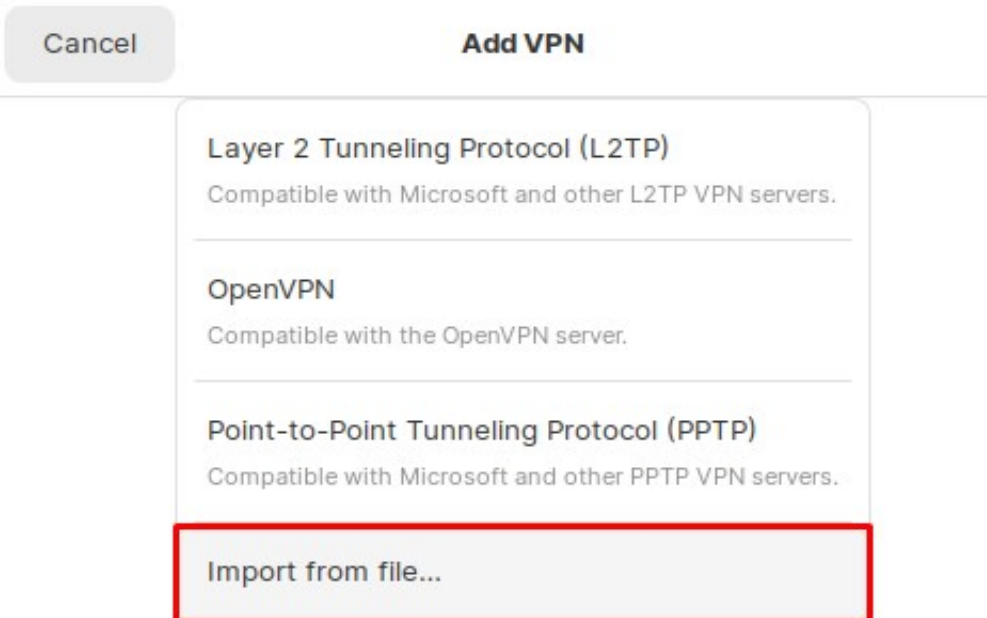 Cancel
Add VPN
Layer 2 Tunneling Protocol (L2TP)
Compatible with Microsoft and other L2TP VPN servers.
OpenVPN
Compatible with the OpenVPN server.
Point-to-Point Tunneling Protocol (PPTP)
Compatible with Microsoft and other PPTP VPN servers.
Import from file...